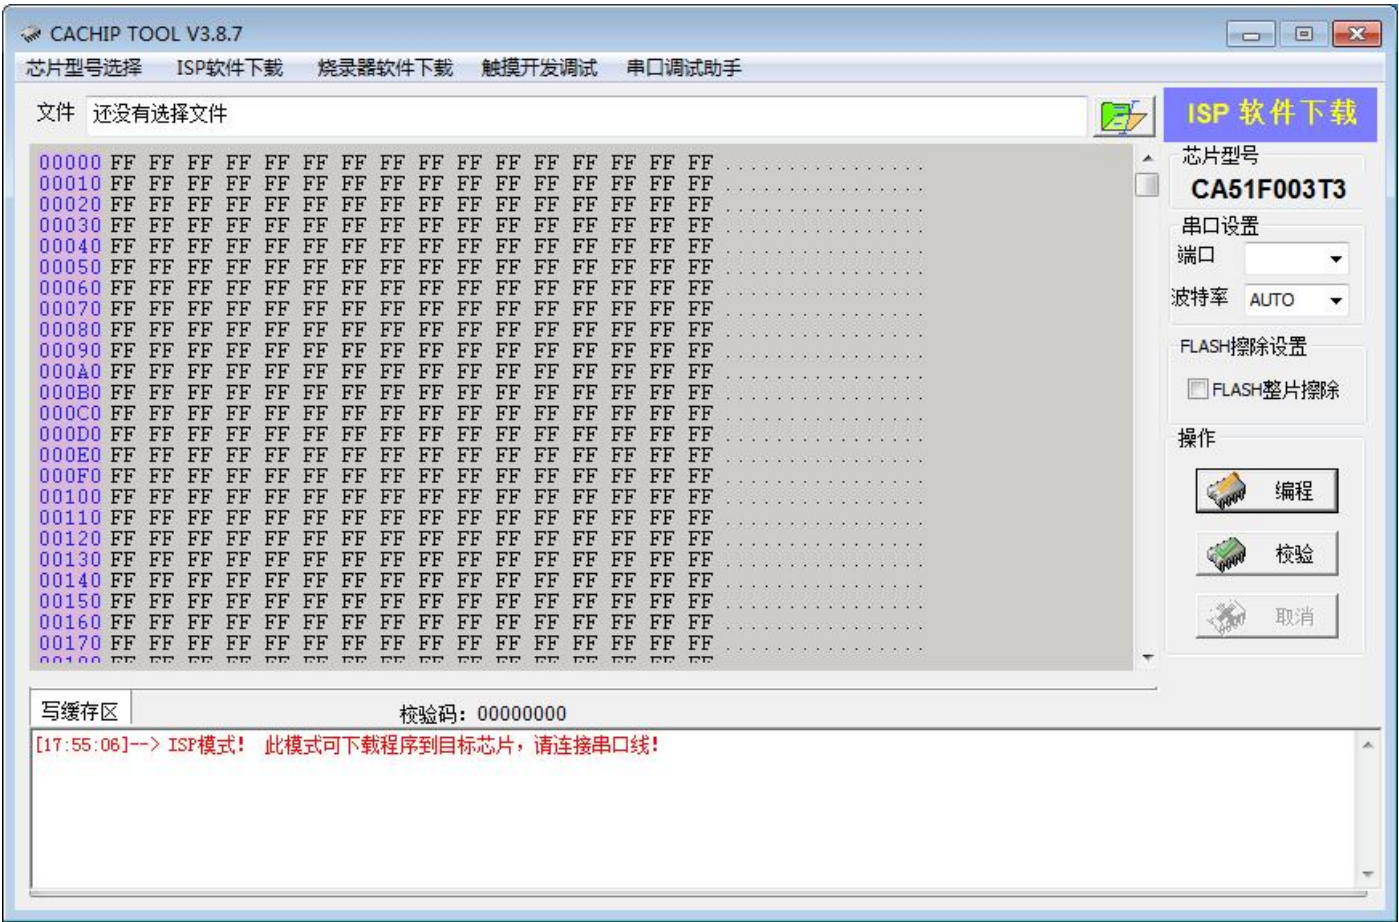 CACHIP TOOL V3.8.7
芯片型号选择 ISP软件下载 烧录器软件下载 触摸开发调试 串口调试助手
文件 还没有选择文件
ISP 软件下载
00000 FF FF FF FF FF FF FF FF FF FF FF FF FF FF FF FF ................
00010 FF FF FF FF FF FF FF FF FF FF FF FF FF FF FF FF ................
00020 FF FF FF FF FF FF FF FF FF FF FF FF FF FF FF FF ................
00030 FF FF FF FF FF FF FF FF FF FF FF FF FF FF FF FF ................
00040 FF FF FF FF FF FF FF FF FF FF FF FF FF FF FF FF ................
00050 FF FF FF FF FF FF FF FF FF FF FF FF FF FF FF FF ................
00060 FF FF FF FF FF FF FF FF FF FF FF FF FF FF FF FF ................
00070 FF FF FF FF FF FF FF FF FF FF FF FF FF FF FF FF ................
00080 FF FF FF FF FF FF FF FF FF FF FF FF FF FF FF FF ................
00090 FF FF FF FF FF FF FF FF FF FF FF FF FF FF FF FF ................
000A0 FF FF FF FF FF FF FF FF FF FF FF FF FF FF FF FF ................
000B0 FF FF FF FF FF FF FF FF FF FF FF FF FF FF FF FF ................
000C0 FF FF FF FF FF FF FF FF FF FF FF FF FF FF FF FF ................
000D0 FF FF FF FF FF FF FF FF FF FF FF FF FF FF FF FF ................
000E0 FF FF FF FF FF FF FF FF FF FF FF FF FF FF FF FF ................
000F0 FF FF FF FF FF FF FF FF FF FF FF FF FF FF FF FF ................
00100 FF FF FF FF FF FF FF FF FF FF FF FF FF FF FF FF ................
00110 FF FF FF FF FF FF FF FF FF FF FF FF FF FF FF FF ................
00120 FF FF FF FF FF FF FF FF FF FF FF FF FF FF FF FF ................
00130 FF FF FF FF FF FF FF FF FF FF FF FF FF FF FF FF ................
00140 FF FF FF FF FF FF FF FF FF FF FF FF FF FF FF FF ................
00150 FF FF FF FF FF FF FF FF FF FF FF FF FF FF FF FF ................
00160 FF FF FF FF FF FF FF FF FF FF FF FF FF FF FF FF ................
00170 FF FF FF FF FF FF FF FF FF FF FF FF FF FF FF FF ................
芯片型号
CA51F003T3
串口设置
端口
波特率 AUTO
FLASH擦除设置
FLASH整片擦除
操作
编程
校验
取消
写缓存区 校验码: 00000000
[17:55:06]--> ISP模式! 此模式可下载程序到目标芯片，请连接串口线!